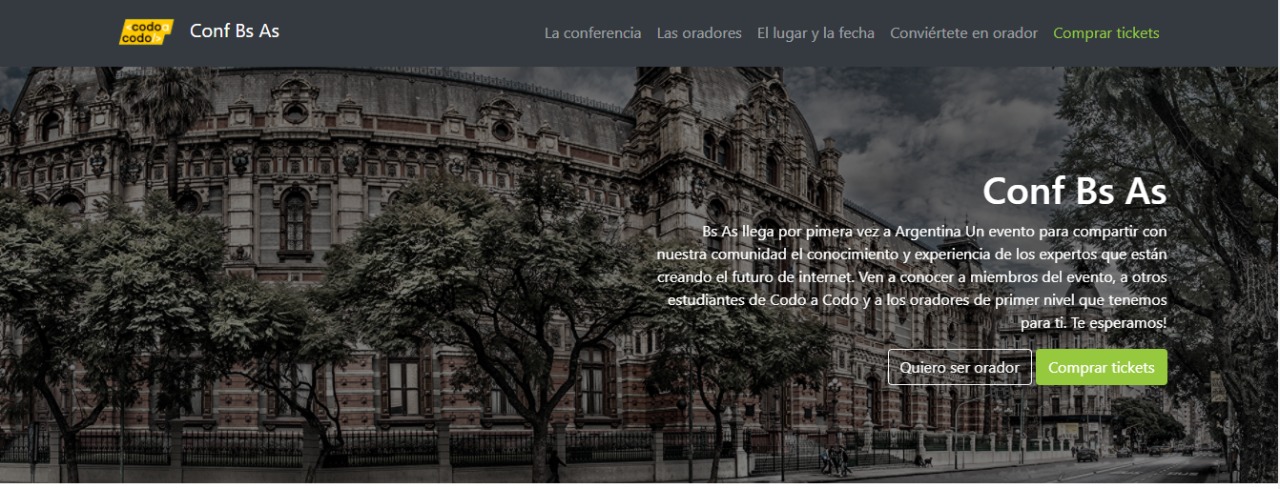 codo a
codo >
Conf Bs As
La conferencia Las oradores El lugar y la fecha Conviértete en orador Comprar tickets
Conf Bs As
Bs As llega por pimera vez a Argentina Un evento para compartir con
nuestra comunidad el conocimiento y experiencia de los expertos que están
creando el futuro de internet. Ven a conocer a miembros del evento, a otros
estudiantes de Codo a Codo y a los oradores de primer nivel que tenemos
para ti. Te esperamos!
Quiero ser orador Comprar tickets